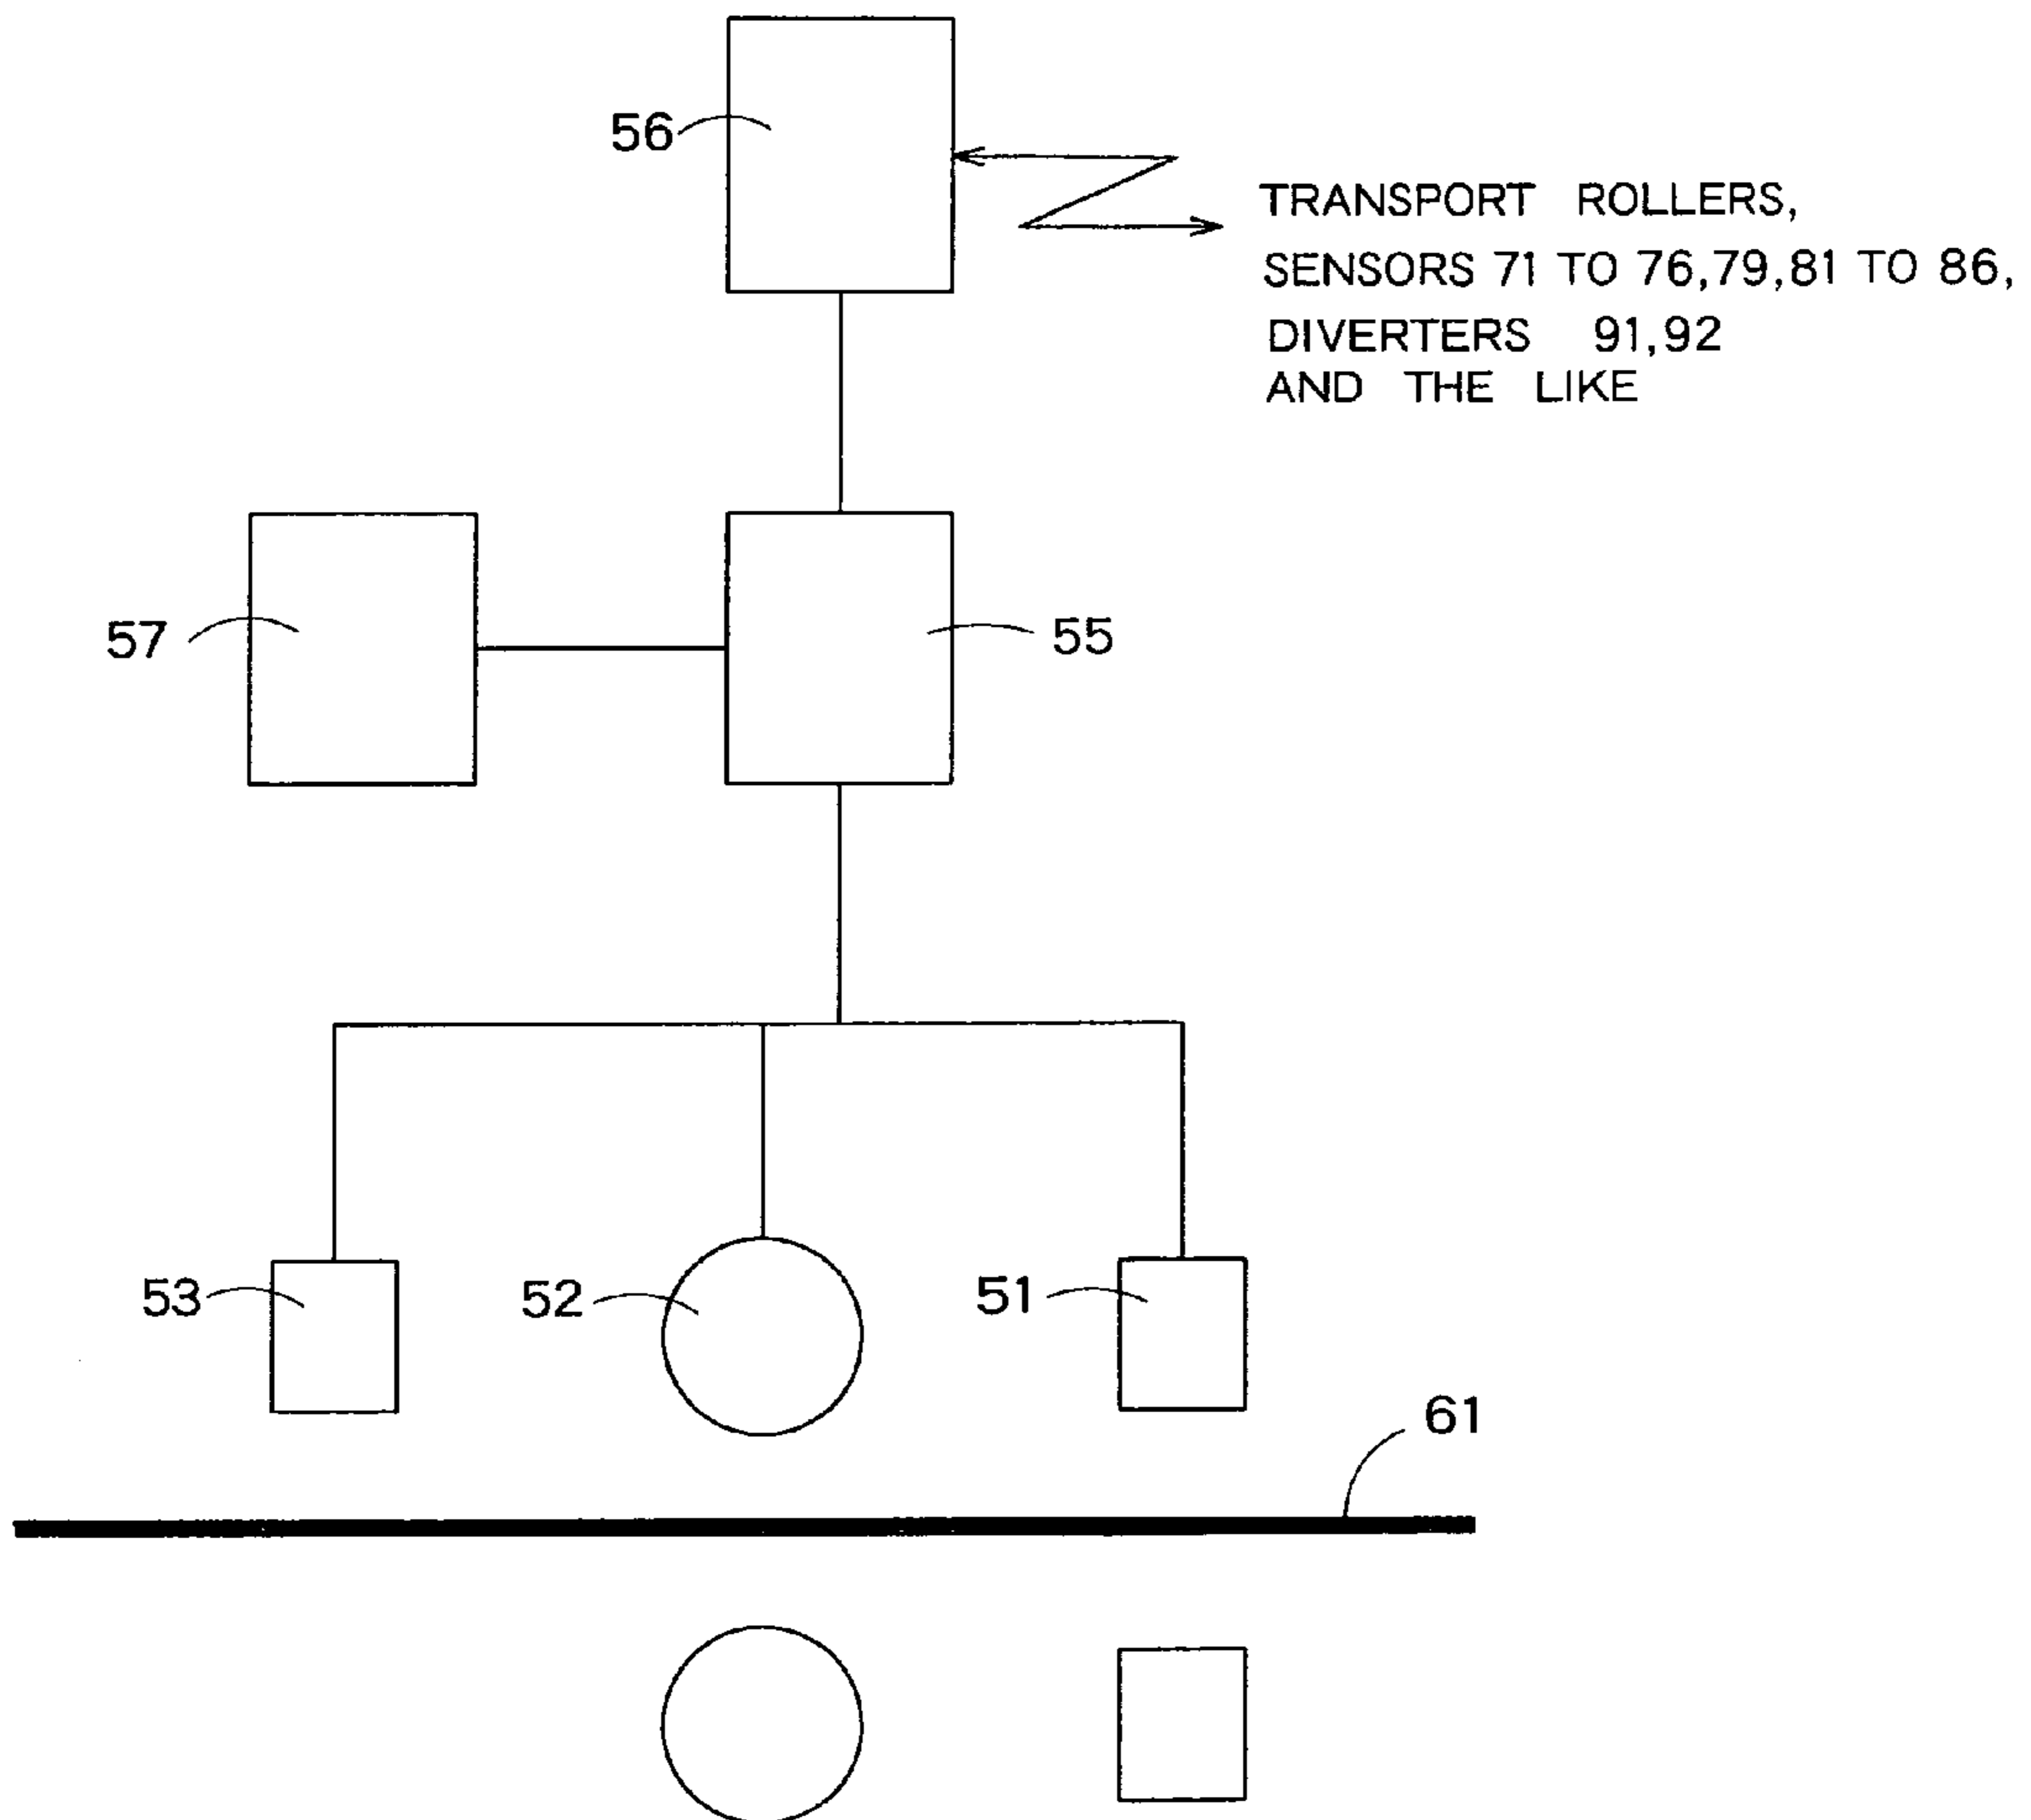 56
TRANSPORT ROLLERS,
SENSORS 71 TO 76,79,81 TO 86,
DIVERTERS 91,92
AND THE LIKE
57
55
53
52
51
61